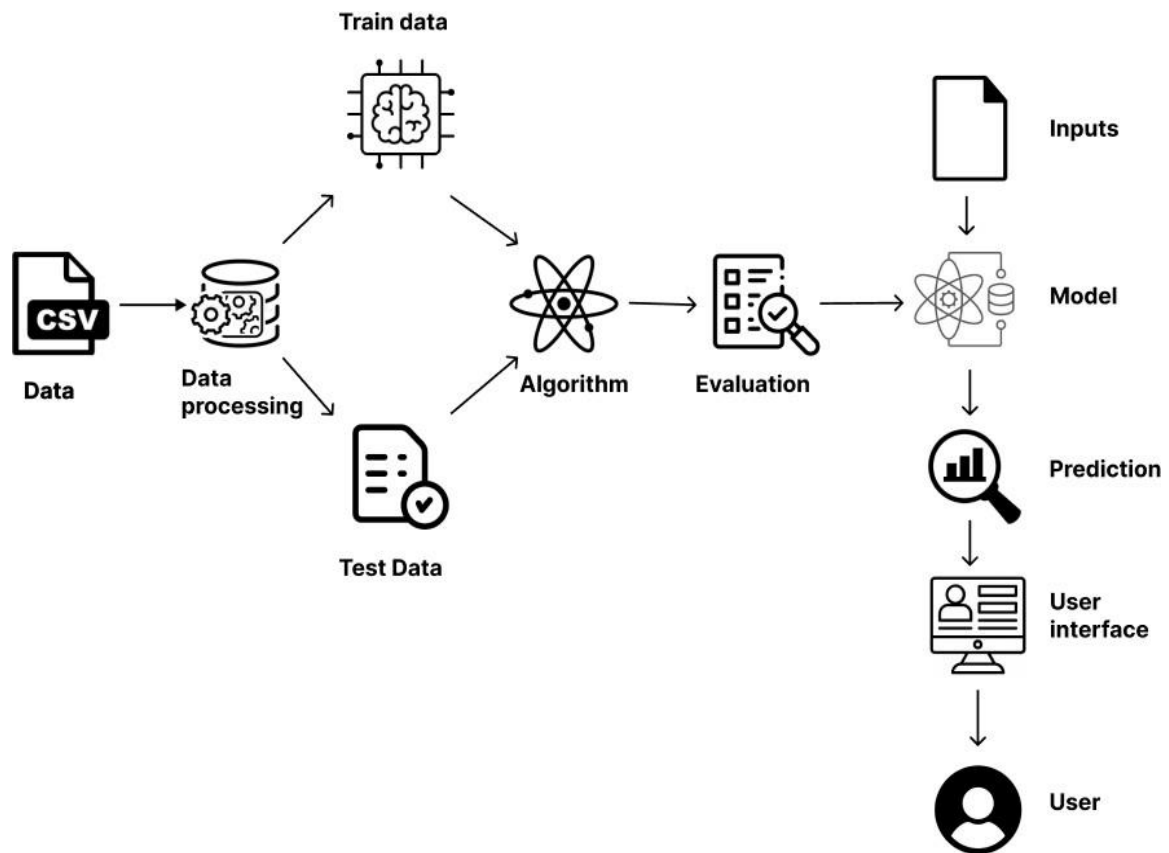 Train data
Inputs
CSV
Data
Data
processing
Algorithm
Evaluation
Model
Test Data
Prediction
User
interface
User